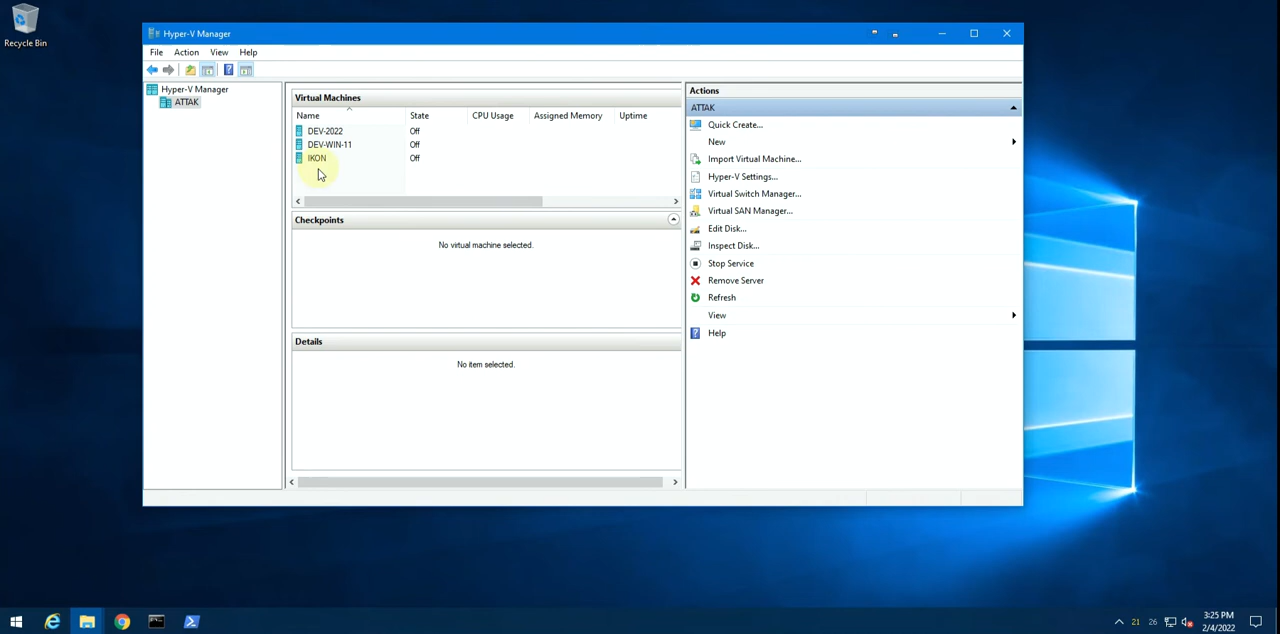 Recycle Bin
Hyper-V Manager
File Action View Help
Hyper-V Manager
ATTAK
Virtual Machines
Name State CPU Usage Assigned Memory Uptime
DEV-2022 Off
DEV-WIN-11 Off
IKON Off
Checkpoints
No virtual machine selected.
Details
No item selected.
Actions
ATTAK
Quick Create...
New
Import Virtual Machine...
Hyper-V Settings...
Virtual Switch Manager...
Virtual SAN Manager...
Edit Disk...
Inspect Disk...
Stop Service
Remove Server
Refresh
View
Help
21 26
3:25 PM
2/4/2022